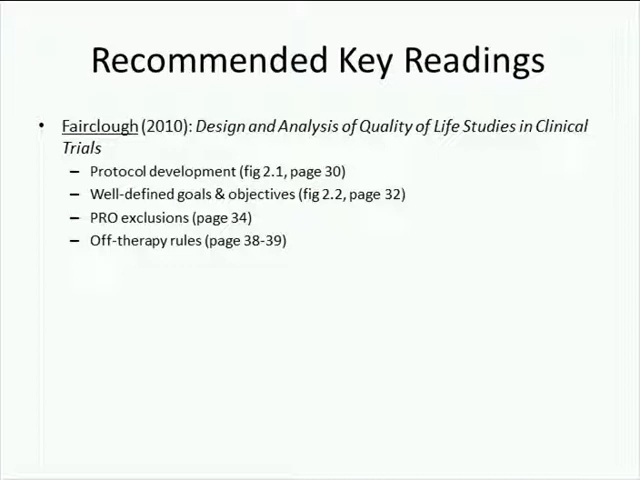 Recommended Key Readings
• Fairclough (2010): Design and Analysis of Quality of Life Studies in Clinical
Trials
– Protocol development (fig 2.1, page 30)
– Well-defined goals & objectives (fig 2.2, page 32)
– PRO exclusions (page 34)
– Off-therapy rules (page 38-39)